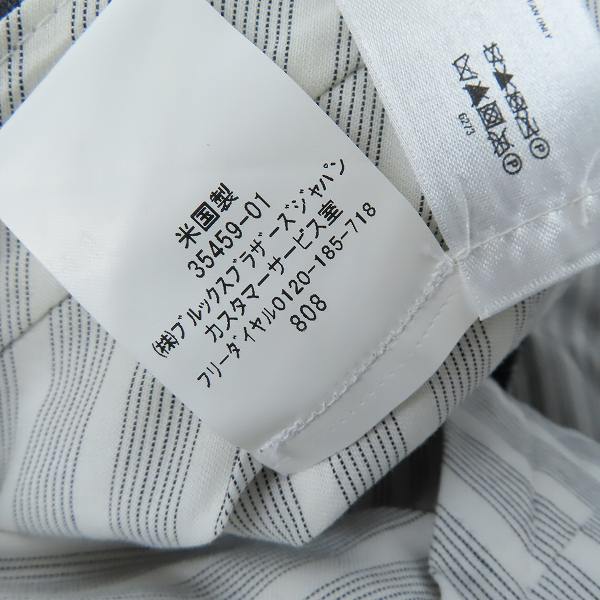 米国製
35459-01
(株)ブルックスブラザーズジャパン
カスタマーサービス室
フリーダイヤル0120-185-718
808
ONLY
6273
P
P